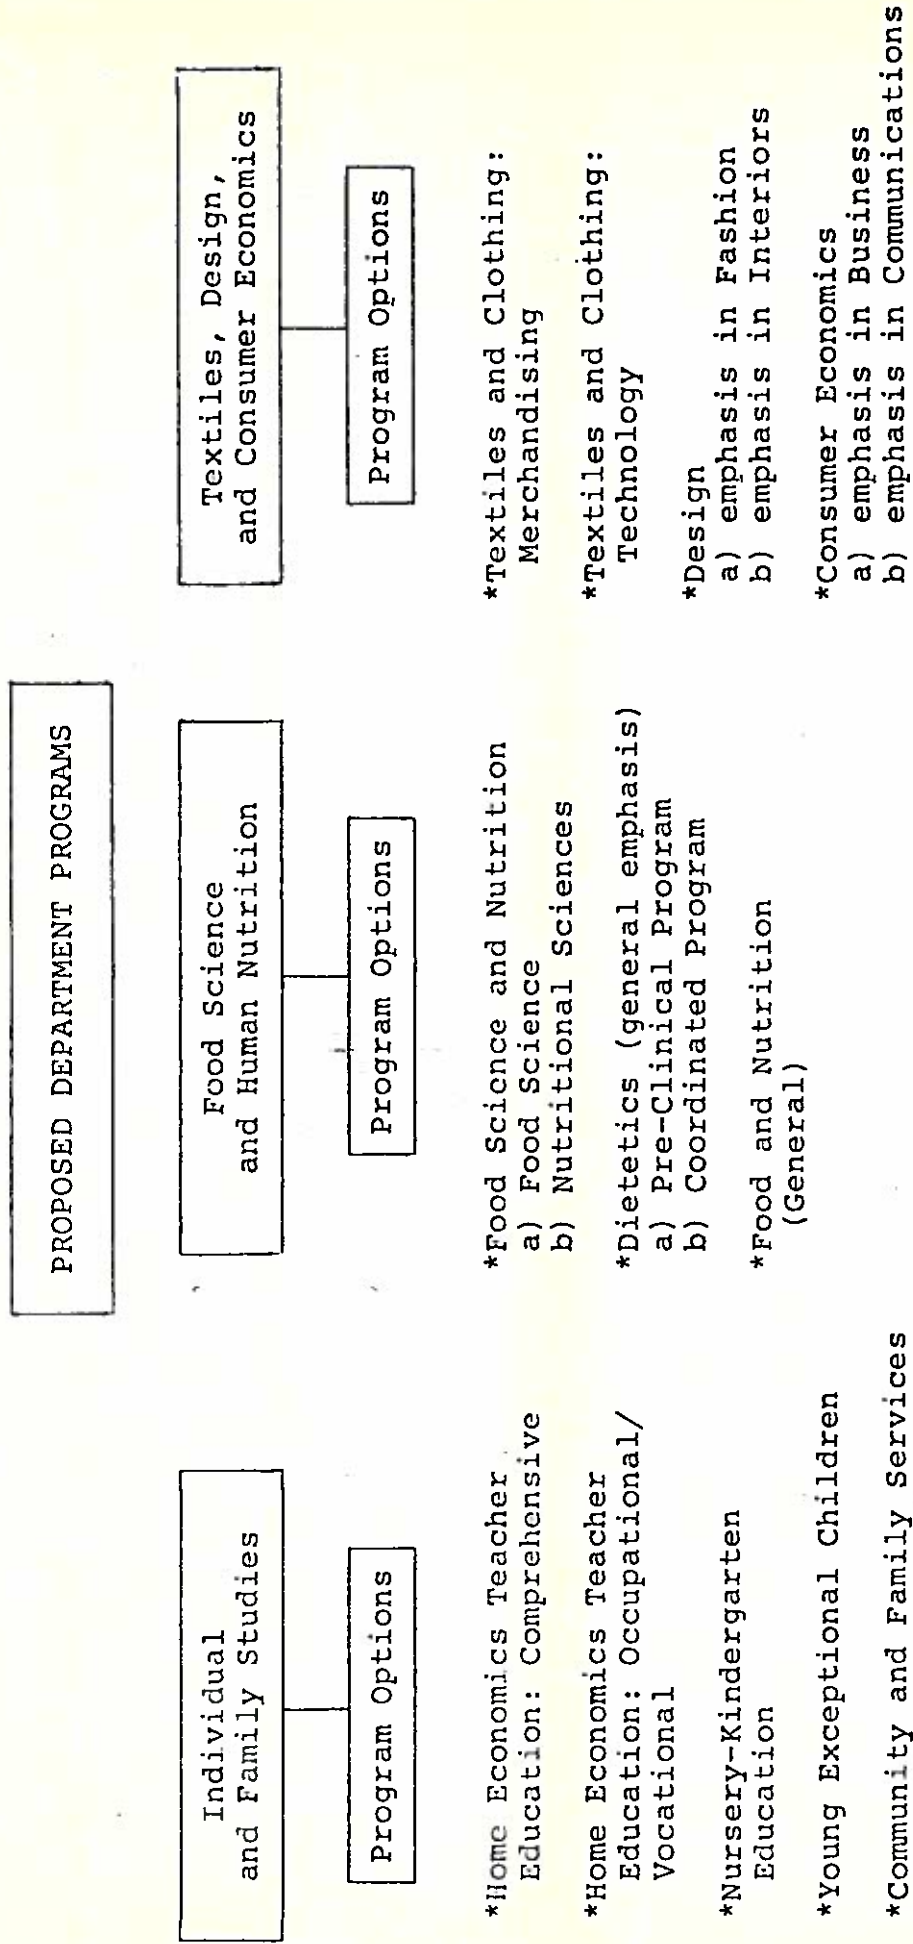 PROPOSED DEPARTMENT PROGRAMS
Individual
and Family Studies
Program Options
*Home Economics Teacher
Education: Comprehensive
*Home Economics Teacher
Education: Occupational/
Vocational
*Nursery-Kindergarten
Education
*Young Exceptional Children
*Community and Family Services
Food Science
and Human Nutrition
Program Options
*Food Science and Nutrition
a) Food Science
b) Nutritional Sciences
*Dietetics (general emphasis)
a) Pre-Clinical Program
b) Coordinated Program
*Food and Nutrition
(General)
Textiles, Design,
and Consumer Economics
Program Options
*Textiles and Clothing:
Merchandising
*Textiles and Clothing:
Technology
*Design
a) emphasis in Fashion
b) emphasis in Interiors
*Consumer Economics
a) emphasis in Business
b) emphasis in Communications